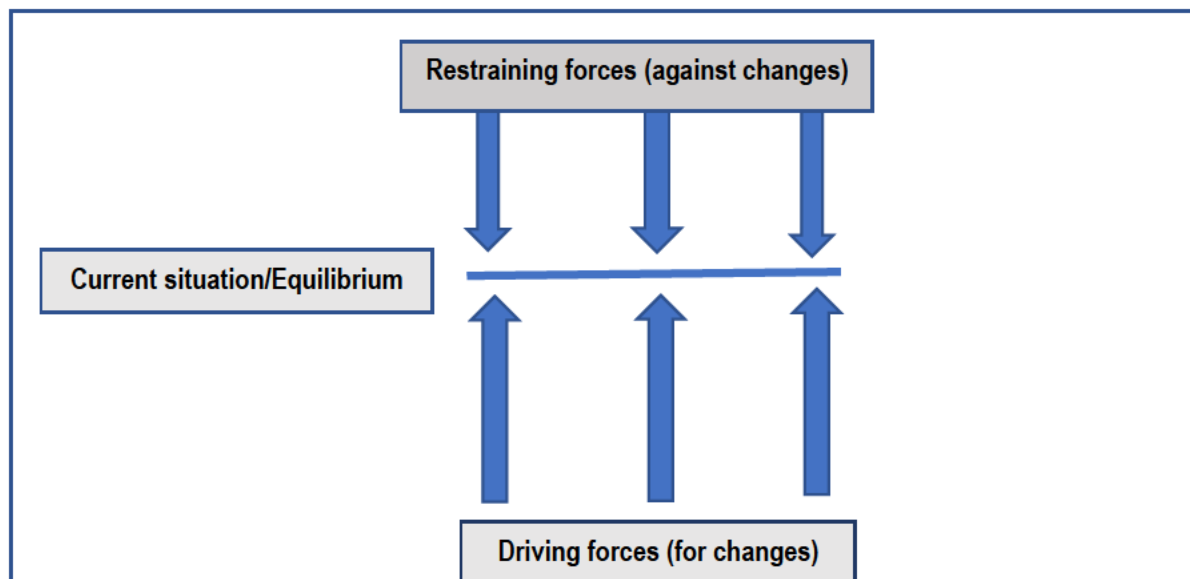 Restraining forces (against changes)
Current situation/Equilibrium
Driving forces (for changes)